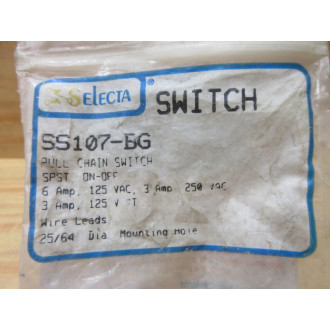 SELECTA
®
SWITCH
SS107-BG
PULL CHAIN SWITCH
SPST ON-OFF
6 Amp, 125 VAC, 3 Amp 250 VAC
3 Amp, 125 V
Wire Leads
25/64 Dia Mounting Hole